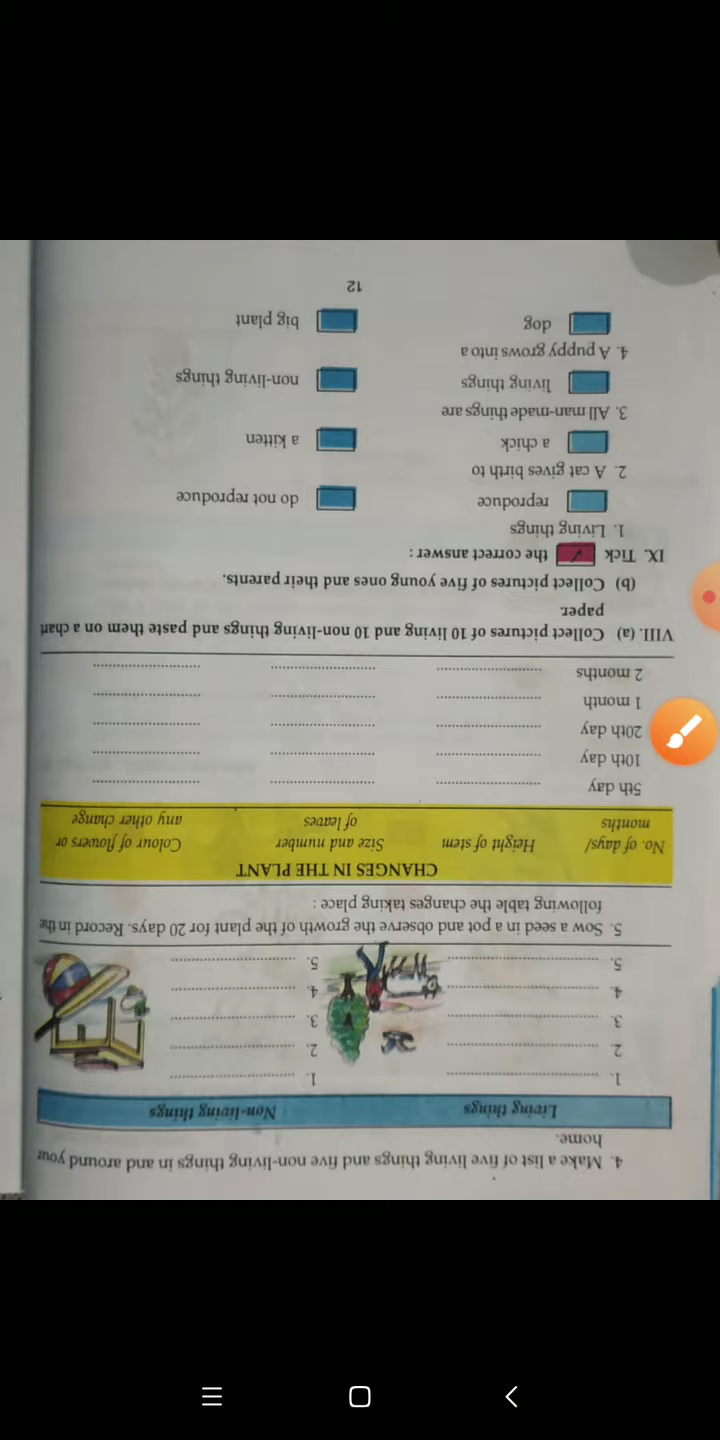 4. Make a list of five living things and five non-living things in and around your
home.
Living things Non-living things
1. 1.
2. 2.
3. 3.
4. 4.
5. 5.
5. Sow a seed in a pot and observe the growth of the plant for 20 days. Record in the
following table the changes taking place :
CHANGES IN THE PLANT
No. of days/ Height of stem Size and number Colour of flowers or
months of leaves any other change
5th day
10th day
20th day
1 month
2 months
VIII. (a) Collect pictures of 10 living and 10 non-living things and paste them on a chart
paper.
(b) Collect pictures of five young ones and their parents.
IX. Tick ✓ the correct answer :
1. Living things
reproduce do not reproduce
2. A cat gives birth to
a chick a kitten
3. All man-made things are
living things non-living things
4. A puppy grows into a
dog big plant
12